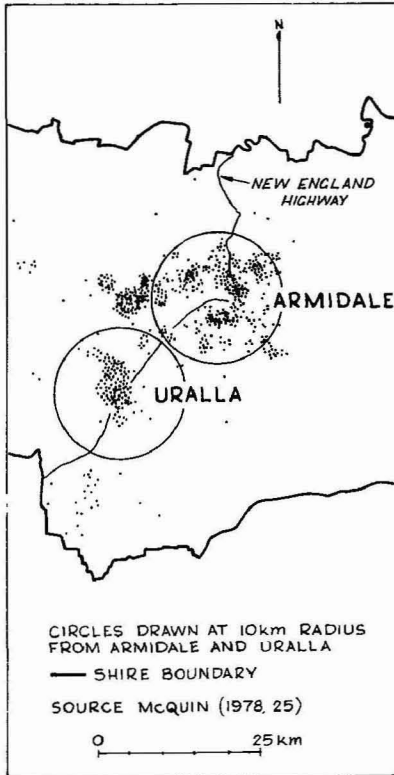 N
NEW ENGLAND
HIGHWAY
ARMIDALE
URALLA
CIRCLES DRAWN AT 10km RADIUS
FROM ARMIDALE AND URALLA
SHIRE BOUNDARY
SOURCE McQUIN (1978, 25)
0 25 km